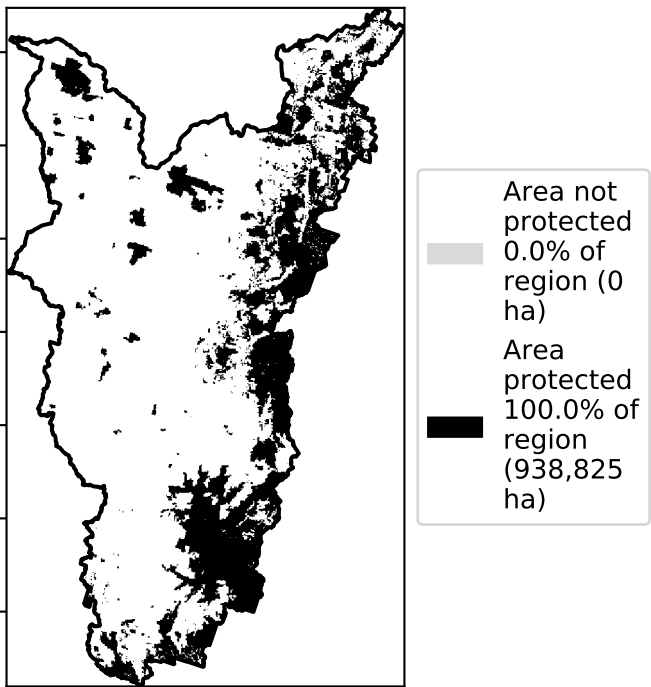 Area not
protected
0.0% of
region (0
ha)
Area
protected
100.0% of
region
(938,825
ha)